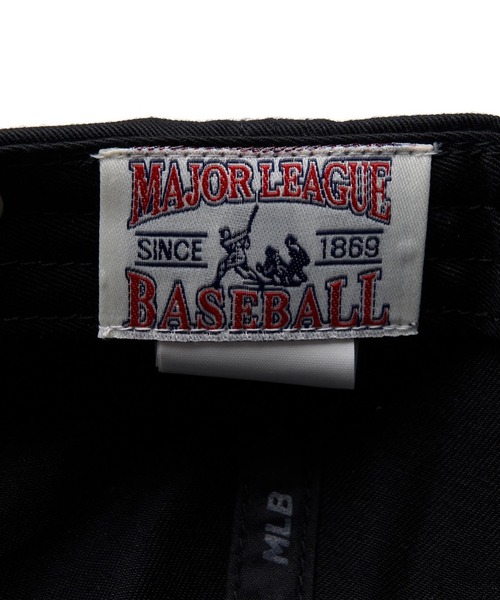 MAJOR LEAGUE
SINCE 1869
BASEBALL
MLB